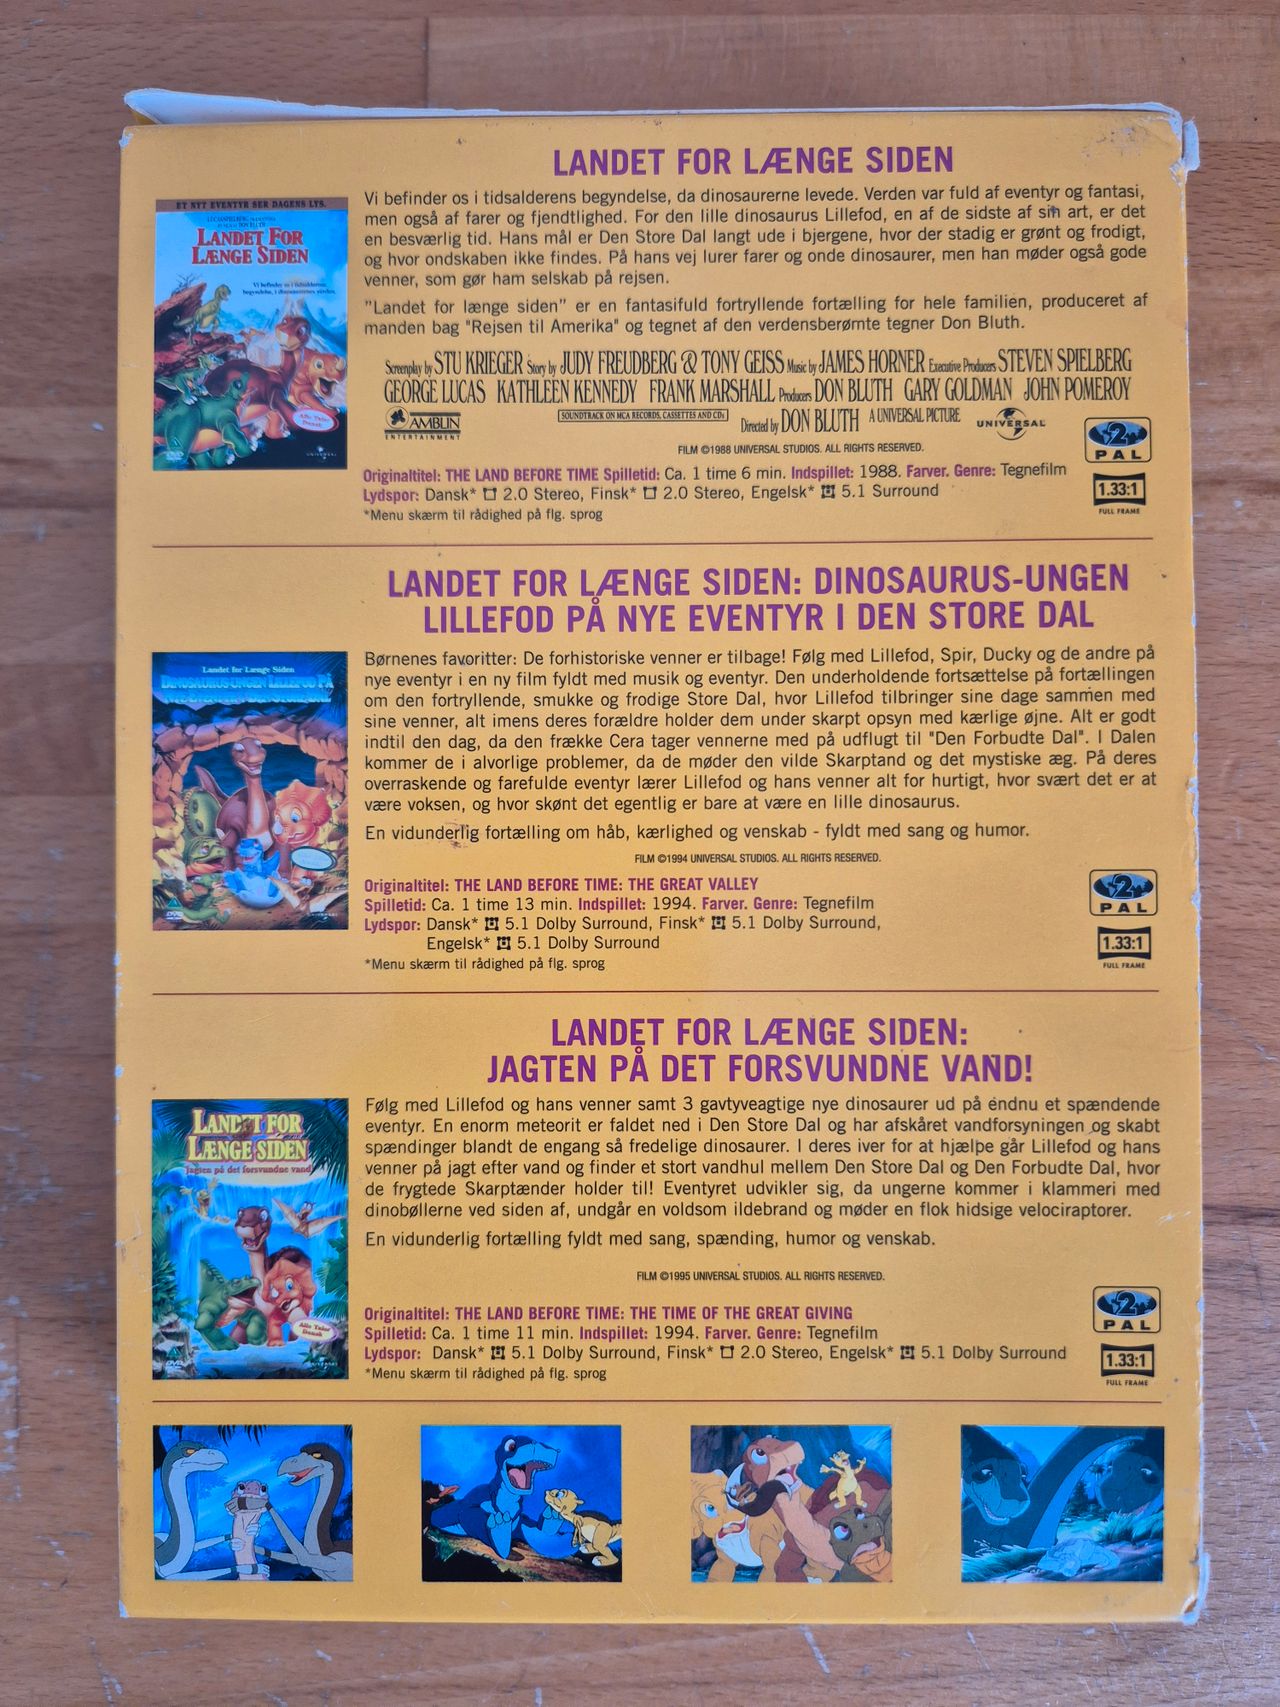 LANDET FOR LÆNGE SIDEN
Vi befinder os i tidsalderens begyndelse, da dinosaurerne levede. Verden var fuld af eventyr og fantasi,
men også af farer og fjendtlighed. For den lille dinosaurus Lillefod, en af de sidste af sin art, er det
en besværlig tid. Hans mål er Den Store Dal langt ude i bjergene, hvor der stadig er grønt og frodigt,
og hvor ondskaben ikke findes. På hans vej lurer farer og onde dinosaurer, men han møder også gode
venner, som gør ham selskab på rejsen.
"Landet for længe siden" er en fantasifuld fortryllende fortælling for hele familien, produceret af
manden bag "Rejsen til Amerika" og tegnet af den verdensberømte tegner Don Bluth.
ET NYT EVENTYR SER DAGENS LYS.
LANDET FOR
LÆNGE SIDEN
Vi befinder os i tidsalderens
begyndelse, i dinosaurernes verden.
Alle Taler
Dansk
DVD
UNIVERSAL
Screenplay by STU KRIEGER Story by JUDY FREUDBERG & TONY GEISS Music by JAMES HORNER Executive Producers STEVEN SPIELBERG
GEORGE LUCAS KATHLEEN KENNEDY FRANK MARSHALL Producers DON BLUTH GARY GOLDMAN JOHN POMEROY
AMBLIN
ENTERTAINMENT
SOUNDTRACK ON MCA RECORDS, CASSETTES AND CDs
Directed by DON BLUTH A UNIVERSAL PICTURE
UNIVERSAL
FILM ©1988 UNIVERSAL STUDIOS. ALL RIGHTS RESERVED.
2
PAL
Originaltitel: THE LAND BEFORE TIME Spilletid: Ca. 1 time 6 min. Indspillet: 1988. Farver. Genre: Tegnefilm
Lydspor: Dansk* 2.0 Stereo, Finsk* 2.0 Stereo, Engelsk* 5.1 Surround
*Menu skærm til rådighed på flg. sprog
1.33:1
FULL FRAME
LANDET FOR LÆNGE SIDEN: DINOSAURUS-UNGEN
LILLEFOD PÅ NYE EVENTYR I DEN STORE DAL
Landet for Længe Siden
DINOSAURUS-UNGEN LILLEFOD PÅ
DVD
UNIVERSAL
Børnenes favoritter: De forhistoriske venner er tilbage! Følg med Lillefod, Spir, Ducky og de andre på
nye eventyr i en ny film fyldt med musik og eventyr. Den underholdende fortsættelse på fortællingen
om den fortryllende, smukke og frodige Store Dal, hvor Lillefod tilbringer sine dage sammen med
sine venner, alt imens deres forældre holder dem under skarpt opsyn med kærlige øjne. Alt er godt
indtil den dag, da den frække Cera tager vennerne med på udflugt til "Den Forbudte Dal". I Dalen
kommer de i alvorlige problemer, da de møder den vilde Skarptand og det mystiske æg. På deres
overraskende og farefulde eventyr lærer Lillefod og hans venner alt for hurtigt, hvor svært det er at
være voksen, og hvor skønt det egentlig er bare at være en lille dinosaurus.
En vidunderlig fortælling om håb, kærlighed og venskab - fyldt med sang og humor.
FILM ©1994 UNIVERSAL STUDIOS. ALL RIGHTS RESERVED.
Originaltitel: THE LAND BEFORE TIME: THE GREAT VALLEY
Spilletid: Ca. 1 time 13 min. Indspillet: 1994. Farver. Genre: Tegnefilm
Lydspor: Dansk* 5.1 Dolby Surround, Finsk* 5.1 Dolby Surround,
Engelsk* 5.1 Dolby Surround
*Menu skærm til rådighed på flg. sprog
2
PAL
1.33:1
FULL FRAME
LANDET FOR LÆNGE SIDEN:
JAGTEN PÅ DET FORSVUNDNE VAND!
LANDET FOR
LÆNGE SIDEN
Jagten på det forsvundne vand
Alle Taler
Dansk
DVD
UNIVERSAL
Følg med Lillefod og hans venner samt 3 gavtyveagtige nye dinosaurer ud på endnu et spændende
eventyr. En enorm meteorit er faldet ned i Den Store Dal og har afskåret vandforsyningen og skabt
spændinger blandt de engang så fredelige dinosaurer. I deres iver for at hjælpe går Lillefod og hans
venner på jagt efter vand og finder et stort vandhul mellem Den Store Dal og Den Forbudte Dal, hvor
de frygtede Skarptænder holder til! Eventyret udvikler sig, da ungerne kommer i klammeri med
dinobøllerne ved siden af, undgår en voldsom ildebrand og møder en flok hidsige velociraptorer.
En vidunderlig fortælling fyldt med sang, spænding, humor og venskab.
FILM ©1995 UNIVERSAL STUDIOS. ALL RIGHTS RESERVED.
Originaltitel: THE LAND BEFORE TIME: THE TIME OF THE GREAT GIVING
Spilletid: Ca. 1 time 11 min. Indspillet: 1994. Farver. Genre: Tegnefilm
Lydspor: Dansk* 5.1 Dolby Surround, Finsk* 2.0 Stereo, Engelsk* 5.1 Dolby Surround
*Menu skærm til rådighed på flg. sprog
2
PAL
1.33:1
FULL FRAME